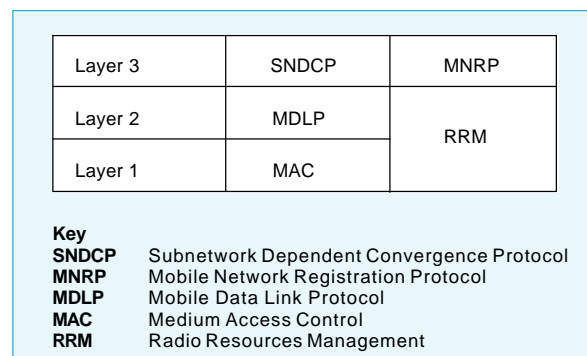 Layer 3 SNDCP MNRP
Layer 2 MDLP
RRM
Layer 1 MAC
Key
SNDCP Subnetwork Dependent Convergence Protocol
MNRP Mobile Network Registration Protocol
MDLP Mobile Data Link Protocol
MAC Medium Access Control
RRM Radio Resources Management